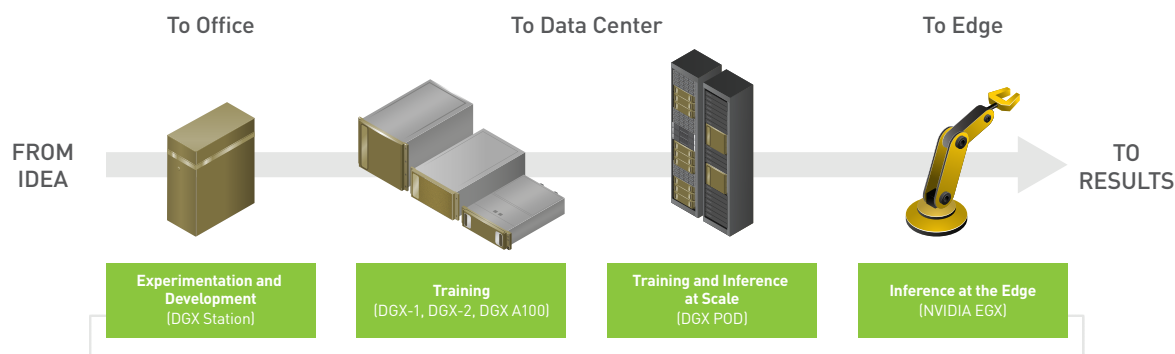 To Office
To Data Center
To Edge
FROM
IDEA
TO
RESULTS
Experimentation and
Development
(DGX Station)
Training
(DGX-1, DGX-2, DGX A100)
Training and Inference
at Scale
(DGX POD)
Inference at the Edge
(NVIDIA EGX)